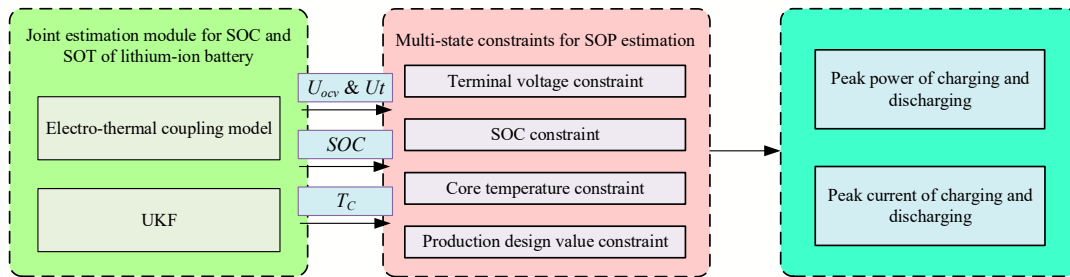 Joint estimation module for SOC and
SOT of lithium-ion battery
Electro-thermal coupling model
UKF
U_ocv & Ut
SOC
T_C
Multi-state constraints for SOP estimation
Terminal voltage constraint
SOC constraint
Core temperature constraint
Production design value constraint
Peak power of charging and
discharging
Peak current of charging and
discharging